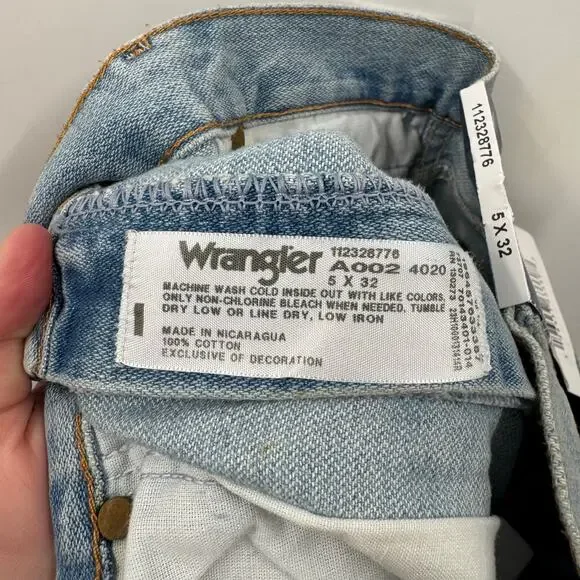 Wrangler 112328776
A002 4020
5 X 32
MACHINE WASH COLD INSIDE OUT WITH LIKE COLORS,
ONLY NON-CHLORINE BLEACH WHEN NEEDED, TUMBLE
DRY LOW OR LINE DRY, LOW IRON
MADE IN NICARAGUA
100% COTTON
EXCLUSIVE OF DECORATION
RN 130273
112328776
5 X 32